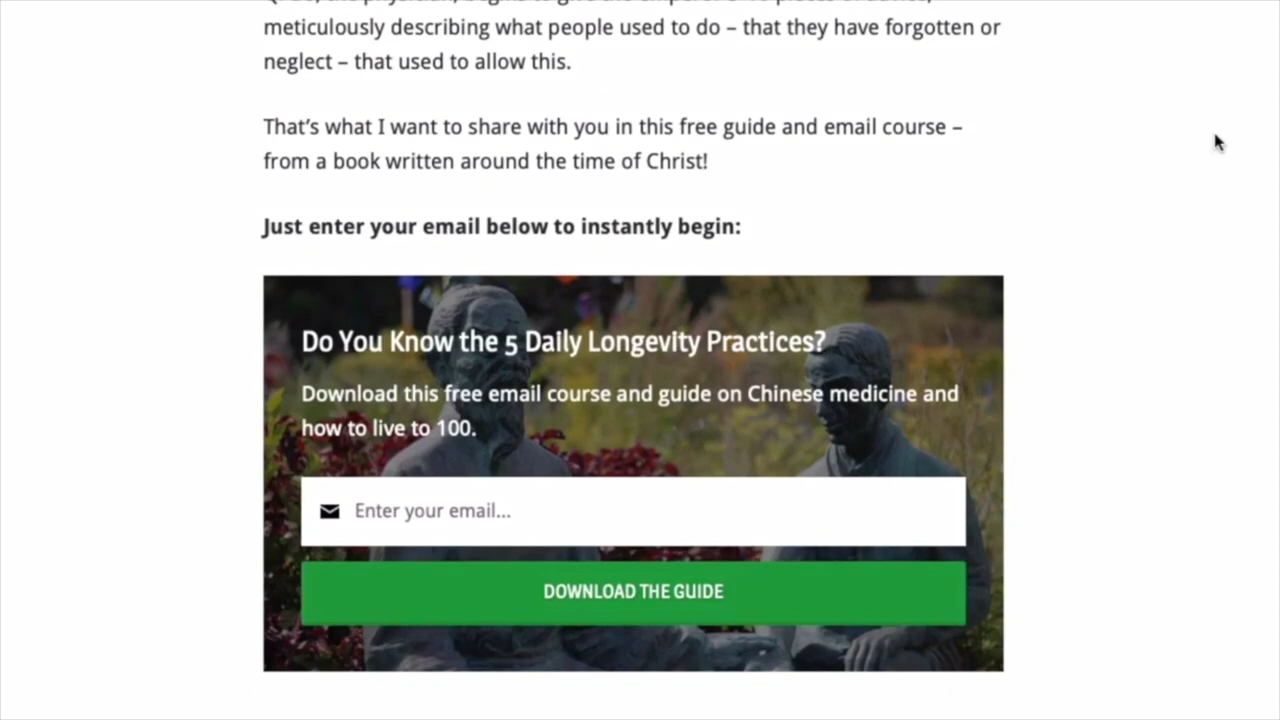 meticulously describing what people used to do – that they have forgotten or
neglect – that used to allow this.
That’s what I want to share with you in this free guide and email course –
from a book written around the time of Christ!
Just enter your email below to instantly begin:
Do You Know the 5 Daily Longevity Practices?
Download this free email course and guide on Chinese medicine and
how to live to 100.
Enter your email...
DOWNLOAD THE GUIDE